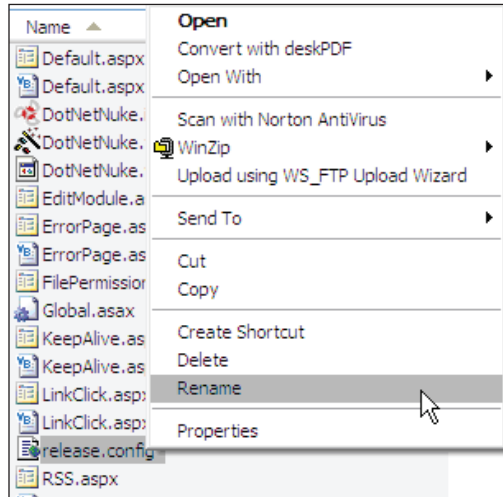 Name
Default.aspx
Default.aspx
DotNetNuke.
DotNetNuke.
DotNetNuke.
EditModule.a
ErrorPage.as
ErrorPage.as
FilePermission
Global.asax
KeepAlive.as
KeepAlive.as
LinkClick.asp
LinkClick.asp
release.config
RSS.aspx
Open
Convert with deskPDF
Open With
Scan with Norton AntiVirus
WinZip
Upload using WS_FTP Upload Wizard
Send To
Cut
Copy
Create Shortcut
Delete
Rename
Properties